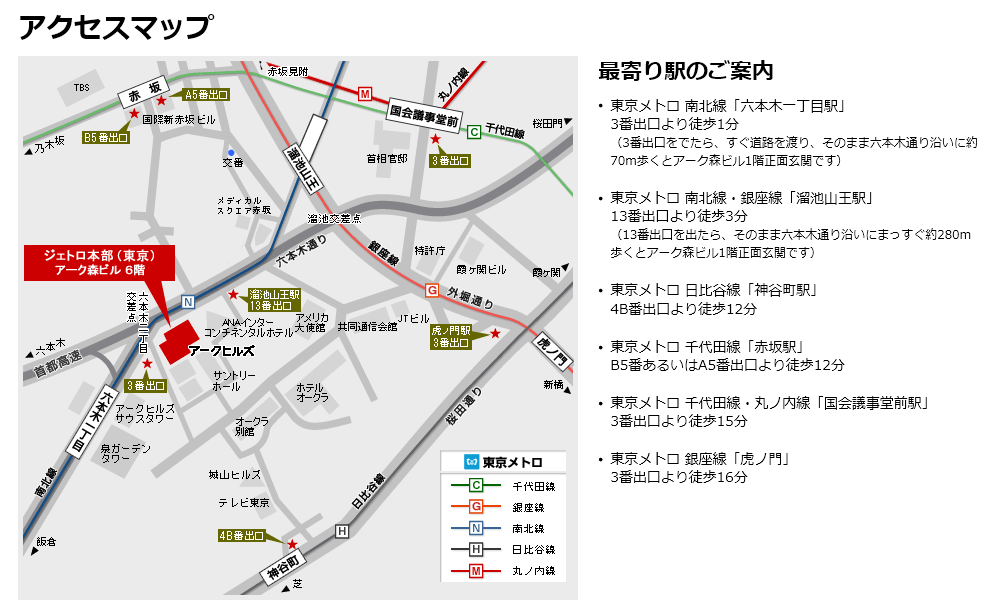 アクセスマップ
最寄り駅のご案内
• 東京メトロ 南北線「六本木一丁目駅」
3番出口より徒歩1分
（3番出口をでたら、すぐ道路を渡り、そのまま六本木通り沿いに約
70m歩くとアーク森ビル1階正面玄関です）
• 東京メトロ 南北線・銀座線「溜池山王駅」
13番出口より徒歩3分
（13番出口を出たら、そのまま六本木通り沿いにまっすぐ約280m
歩くとアーク森ビル1階正面玄関です）
• 東京メトロ 日比谷線「神谷町駅」
4B番出口より徒歩12分
• 東京メトロ 千代田線「赤坂駅」
B5番あるいはA5番出口より徒歩12分
• 東京メトロ 千代田線・丸ノ内線「国会議事堂前駅」
3番出口より徒歩15分
• 東京メトロ 銀座線「虎ノ門」
3番出口より徒歩16分
赤坂見附
TBS
赤坂
A5番出口
M
丸ノ内線
国会議事堂前
国際新赤坂ビル
B5番出口
C
千代田線
桜田門
乃木坂
交番
溜池山王
首相官邸
3番出口
メディカル
スクエア赤坂
溜池交差点
六本木通り
銀座線
特許庁
霞ヶ関ビル
霞ヶ関
ジェトロ本部（東京）
アーク森ビル 6階
N
溜池山王駅
13番出口
G
外堀通り
六本木二丁目
交差点
ANAインター
コンチネンタルホテル
アメリカ
大使館
共同通信会館
JTビル
虎ノ門駅
3番出口
虎ノ門
アークヒルズ
六本木
首都高速
3番出口
サントリー
ホール
ホテル
オークラ
新橋
六本木一丁目
アークヒルズ
サウスタワー
オークラ
別館
桜田通り
泉ガーデン
タワー
南北線
城山ヒルズ
テレビ東京
日比谷線
飯倉
4B番出口
H
神谷町
芝
東京メトロ
C 千代田線
G 銀座線
N 南北線
H 日比谷線
M 丸ノ内線